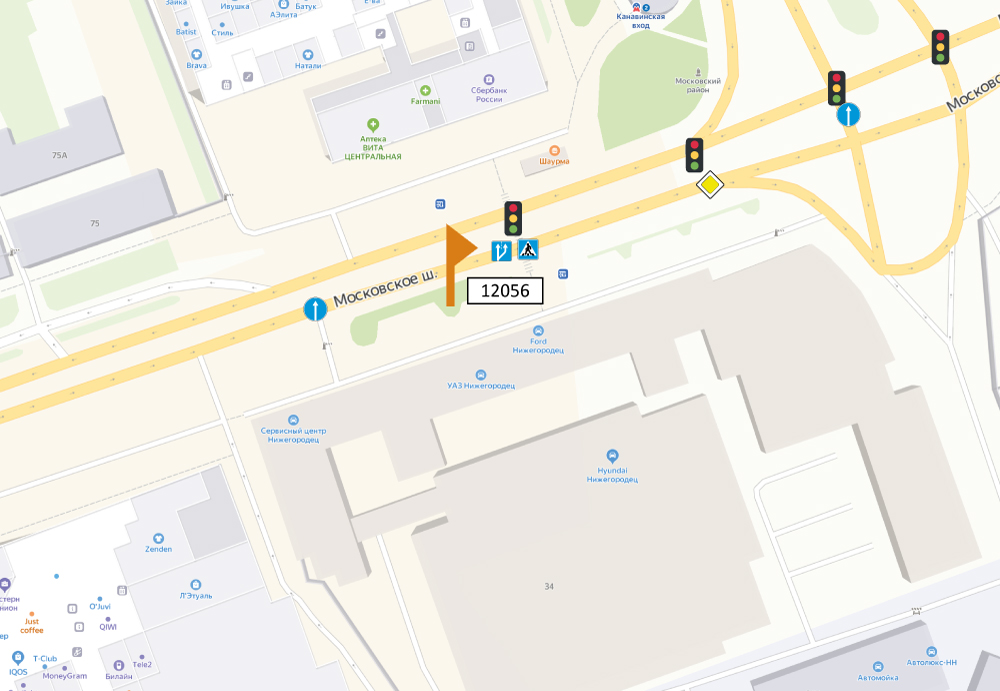 Зайка
Ивушка
АЭлита
Батук
Е-ва
Канавинская
вход
Batist
Стиль
Brava
Натали
Farmani
Сбербанк
России
Московский
район
Московс
Аптека
ВИТА
ЦЕНТРАЛЬНАЯ
Шаурма
75А
75
Московское ш.
12056
Ford
Нижегородец
УАЗ Нижегородец
Сервисный центр
Нижегородец
Hyundai
Нижегородец
34
Zenden
Л'Этуаль
O'Juvi
QIWI
Just
coffee
T-Club
IQOS
MoneyGram
Tele2
Билайн
Автомойка
Автолюкс-НН